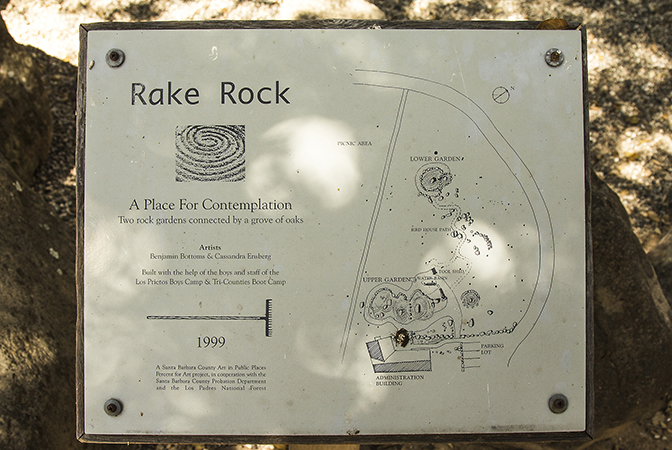 Rake Rock
A Place For Contemplation
Two rock gardens connected by a grove of oaks
Artists
Benjamin Bottoms & Cassandra Ensberg
Built with the help of the boys and staff of the
Los Prietos Boys Camp & Tri-Counties Boot Camp
1999
A Santa Barbara County Art in Public Places
Percent for Art project, in cooperation with the
Santa Barbara County Probation Department
and the Los Padres National Forest
N
PICNIC AREA
LOWER GARDEN
BIRD HOUSE PATH
TOOL SHED
WATER BASIN
UPPER GARDENS
PARKING
LOT
ADMINISTRATION
BUILDING